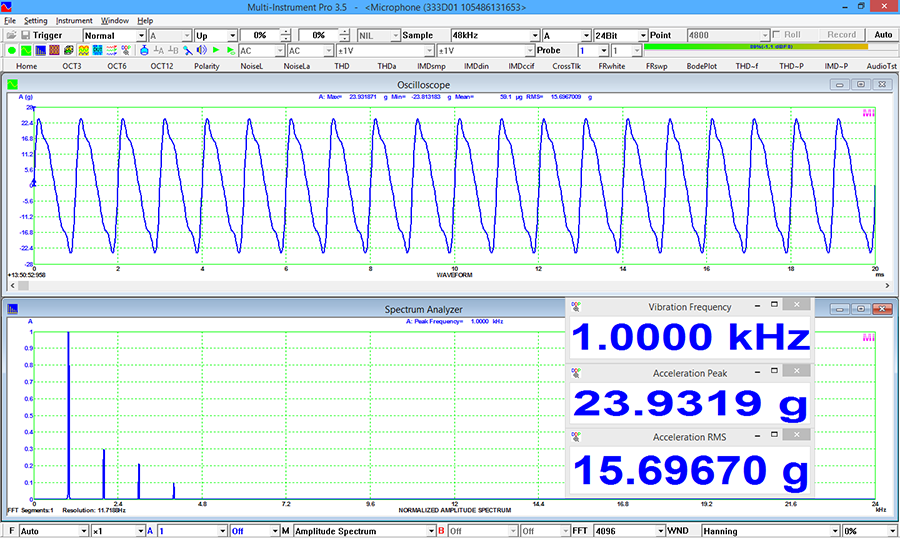 Multi-Instrument Pro 3.5 - <Microphone (333D01 105486131653>
File Setting Instrument Window Help
Trigger Normal A Up 0% 0% NIL Sample 48kHz A 24Bit Point 4800 Roll Record Auto
AC AC ±1V ±1V Probe 1 1
Home OCT3 OCT6 OCT12 Polarity NoiseL NoiseLa THD THDa IMDsmp IMDdin IMDccif CrossTlk FRwhite FRswp BodePlot THD~f THD~P IMD~P AudioTst
Oscilloscope
A (g) A: Max= 23.931871 g Min= -23.813183 g Mean= 59.1 µg RMS= 15.6967009 g
28
22.4
16.8
11.2
5.6
0
-5.6
-11.2
-16.8
-22.4
-28
0 2 4 6 8 10 12 14 16 18 20
+13:50:52:958 WAVEFORM ms
Spectrum Analyzer
A A: Peak Frequency= 1.0000 kHz
1
0.9
0.8
0.7
0.6
0.5
0.4
0.3
0.2
0.1
0
0 2.4 4.8 7.2 9.6 12 14.4 16.8 19.2 21.6 24
FFT Segments:1 Resolution: 11.7188Hz NORMALIZED AMPLITUDE SPECTRUM kHz
Vibration Frequency
1.0000 kHz
Acceleration Peak
23.9319 g
Acceleration RMS
15.69670 g
F Auto ×1 A 1 Off M Amplitude Spectrum B Off Off FFT 4096 WND Hanning 0%